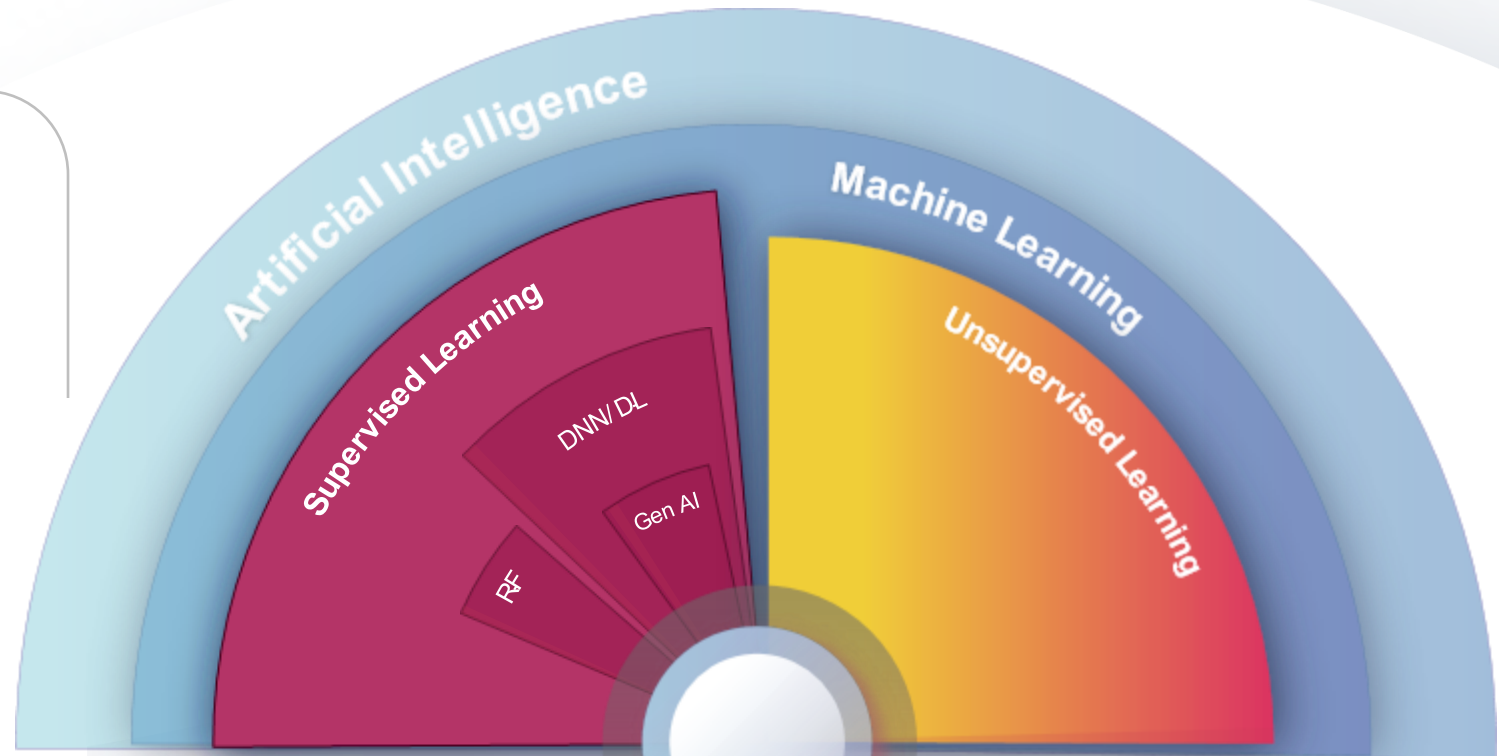 Artificial Intelligence
Machine Learning
Supervised Learning
Unsupervised Learning
DNN/ DL
Gen AI
RF